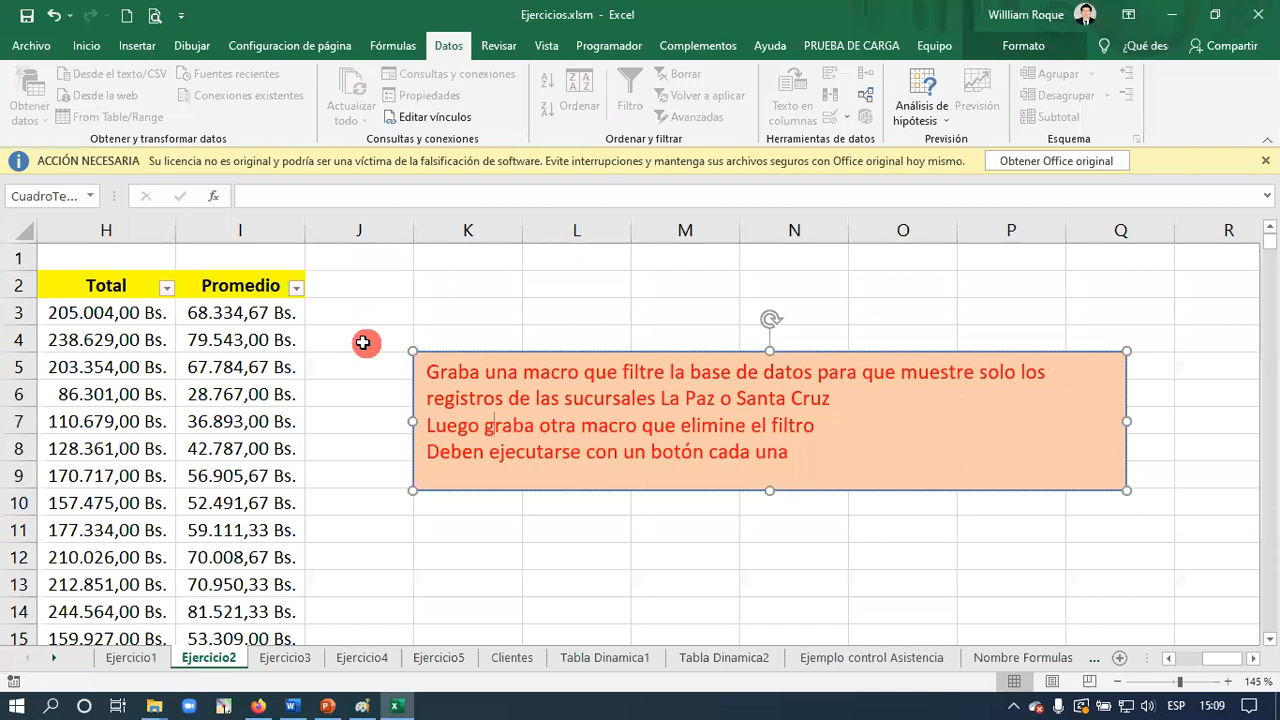 Ejercicios.xlsm - Excel
Willliam Roque
Archivo Inicio Insertar Dibujar Configuración de página Fórmulas Datos Revisar Vista Programador Complementos Ayuda PRUEBA DE CARGA Equipo Formato ¿Qué des Compartir
Obtener datos
Desde el texto/CSV
Desde la web
From Table/Range
Fuentes recientes
Conexiones existentes
Obtener y transformar datos
Actualizar todo
Consultas y conexiones
Propiedades
Editar vínculos
Consultas y conexiones
Ordenar
Filtro
Borrar
Volver a aplicar
Avanzadas
Ordenar y filtrar
Texto en columnas
Herramientas de datos
Análisis de hipótesis
Previsión
Previsión
Agrupar
Desagrupar
Subtotal
Esquema
ACCIÓN NECESARIA Su licencia no es original y podría ser una víctima de la falsificación de software. Evite interrupciones y mantenga sus archivos seguros con Office original hoy mismo. Obtener Office original
CuadroTe... fx
H I J K L M N O P Q R
1
2 Total Promedio
3 205.004,00 Bs. 68.334,67 Bs.
4 238.629,00 Bs. 79.543,00 Bs.
5 203.354,00 Bs. 67.784,67 Bs.
6 86.301,00 Bs. 28.767,00 Bs.
7 110.679,00 Bs. 36.893,00 Bs.
8 128.361,00 Bs. 42.787,00 Bs.
9 170.717,00 Bs. 56.905,67 Bs.
10 157.475,00 Bs. 52.491,67 Bs.
11 177.334,00 Bs. 59.111,33 Bs.
12 210.026,00 Bs. 70.008,67 Bs.
13 212.851,00 Bs. 70.950,33 Bs.
14 244.564,00 Bs. 81.521,33 Bs.
15 159.927,00 Bs. 53.309,00 Bs.
Graba una macro que filtre la base de datos para que muestre solo los
registros de las sucursales La Paz o Santa Cruz
Luego graba otra macro que elimine el filtro
Deben ejecutarse con un botón cada una
Ejercicio1 Ejercicio2 Ejercicio3 Ejercicio4 Ejercicio5 Clientes Tabla Dinamica1 Tabla Dinamica2 Ejemplo control Asistencia Nombre Formulas ...
145 %
ESP 15:09